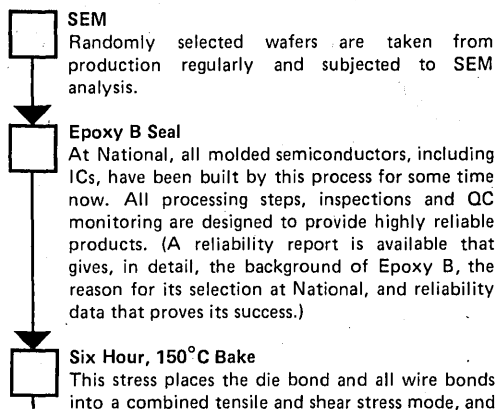 SEM
Randomly selected wafers are taken from
production regularly and subjected to SEM
analysis.
Epoxy B Seal
At National, all molded semiconductors, including
ICs, have been built by this process for some time
now. All processing steps, inspections and QC
monitoring are designed to provide highly reliable
products. (A reliability report is available that
gives, in detail, the background of Epoxy B, the
reason for its selection at National, and reliability
data that proves its success.)
Six Hour, 150°C Bake
This stress places the die bond and all wire bonds
into a combined tensile and shear stress mode, and